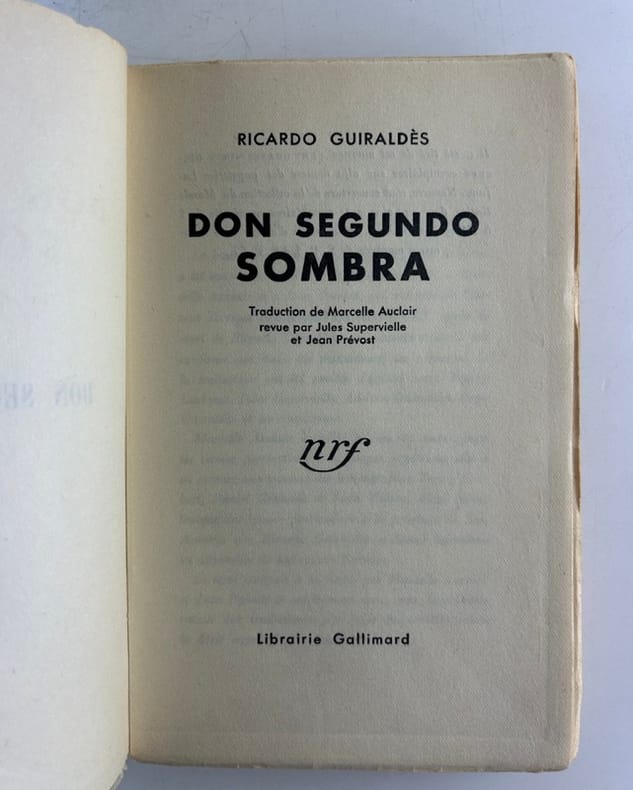 RICARDO GUIRALDÈS
DON SEGUNDO
SOMBRA
Traduction de Marcelle Auclair
revue par Jules Supervielle
et Jean Prévost
nrf
Librairie Gallimard